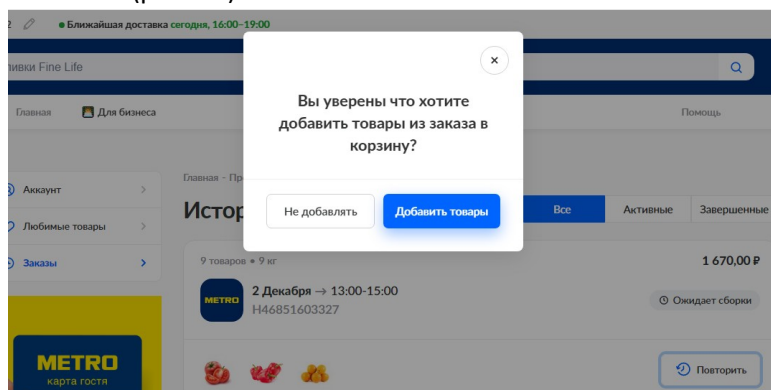 2 Ближайшая доставка сегодня, 16:00–19:00
ливки Fine Life
Вы уверены что хотите
добавить товары из заказа в
корзину?
Не добавлять
Добавить товары
Главная
Для бизнеса
Помощь
Аккаунт
Любимые товары
Заказы
METRO
карта гостя
Главная - Пр
Истор
Все
Активные
Завершенные
9 товаров • 9 кг
1 670,00 ₽
METRO
2 Декабря → 13:00-15:00
H46851603327
Ожидает сборки
Повторить